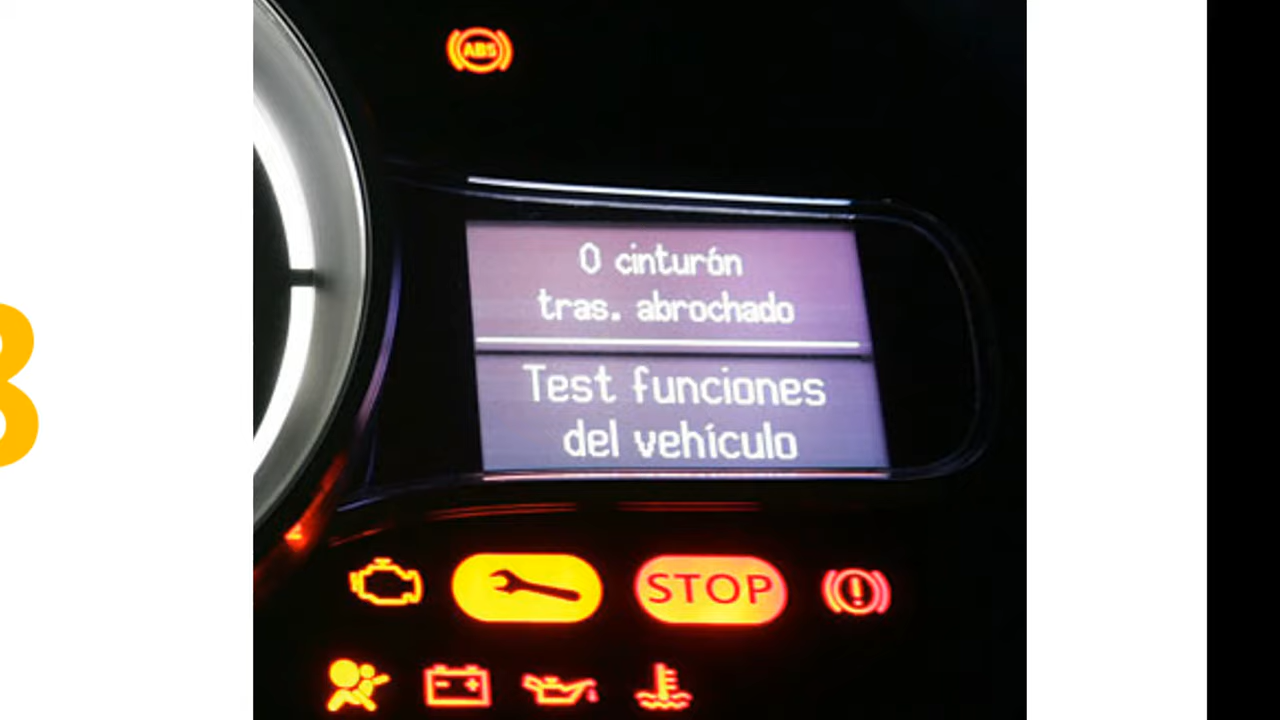 ABS
0 cinturón
tras. abrochado
Test funciones
del vehículo
STOP